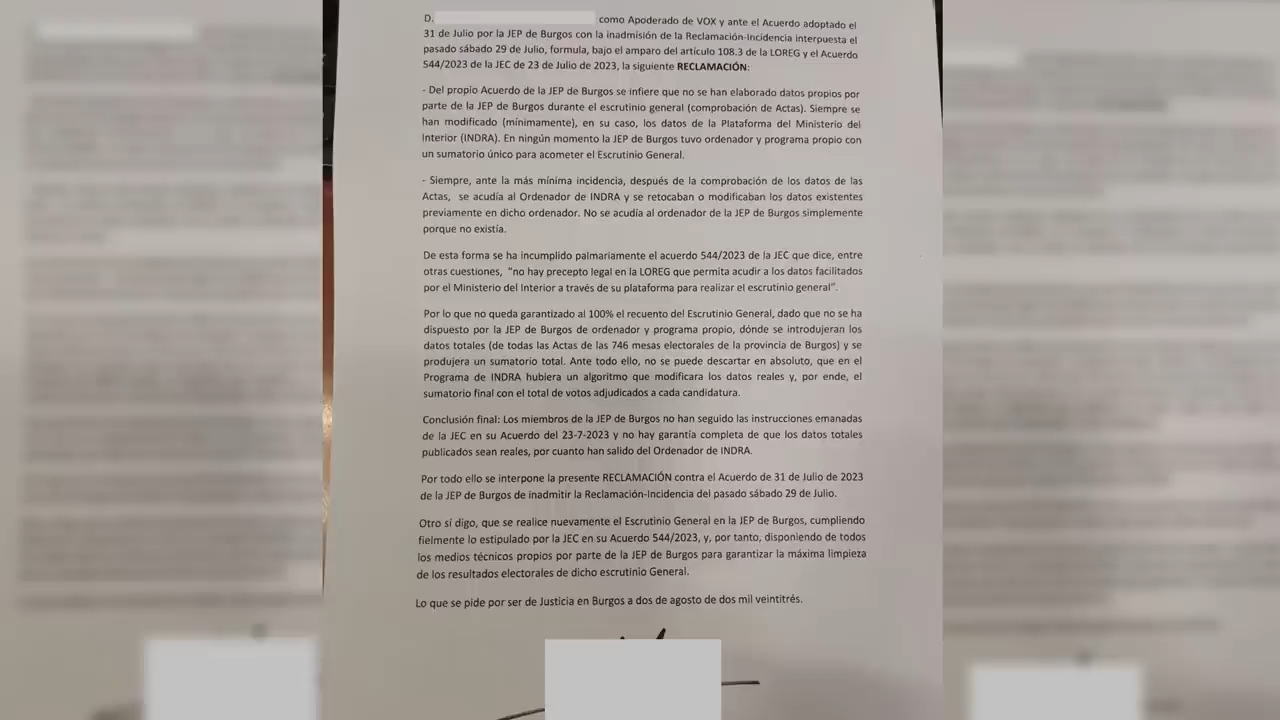 D. como Apoderado de VOX y ante el Acuerdo adoptado el
31 de Julio por la JEP de Burgos con la inadmisión de la Reclamación-Incidencia interpuesta el
pasado sábado 29 de Julio, formula, bajo el amparo del artículo 108.3 de la LOREG y el Acuerdo
544/2023 de la JEC de 23 de Julio de 2023, la siguiente RECLAMACIÓN:
- Del propio Acuerdo de la JEP de Burgos se infiere que no se han elaborado datos propios por
parte de la JEP de Burgos durante el escrutinio general (comprobación de Actas). Siempre se
han modificado (mínimamente), en su caso, los datos de la Plataforma del Ministerio del
Interior (INDRA). En ningún momento la JEP de Burgos tuvo ordenador y programa propio con
un sumatorio único para acometer el Escrutinio General.
- Siempre, ante la más mínima incidencia, después de la comprobación de los datos de las
Actas, se acudía al Ordenador de INDRA y se retocaban o modificaban los datos existentes
previamente en dicho ordenador. No se acudía al ordenador de la JEP de Burgos simplemente
porque no existía.
De esta forma se ha incumplido palmariamente el acuerdo 544/2023 de la JEC que dice, entre
otras cuestiones, "no hay precepto legal en la LOREG que permita acudir a los datos facilitados
por el Ministerio del Interior a través de su plataforma para realizar el escrutinio general".
Por lo que no queda garantizado al 100% el recuento del Escrutinio General, dado que no se ha
dispuesto por la JEP de Burgos de ordenador y programa propio, dónde se introdujeran los
datos totales (de todas las Actas de las 746 mesas electorales de la provincia de Burgos) y se
produjera un sumatorio total. Ante todo ello, no se puede descartar en absoluto, que en el
Programa de INDRA hubiera un algoritmo que modificara los datos reales y, por ende, el
sumatorio final con el total de votos adjudicados a cada candidatura.
Conclusión final: Los miembros de la JEP de Burgos no han seguido las instrucciones emanadas
de la JEC en su Acuerdo del 23-7-2023 y no hay garantía completa de que los datos totales
publicados sean reales, por cuanto han salido del Ordenador de INDRA.
Por todo ello se interpone la presente RECLAMACIÓN contra el Acuerdo de 31 de Julio de 2023
de la JEP de Burgos de inadmitir la Reclamación-Incidencia del pasado sábado 29 de Julio.
Otro sí digo, que se realice nuevamente el Escrutinio General en la JEP de Burgos, cumpliendo
fielmente lo estipulado por la JEC en su Acuerdo 544/2023, y, por tanto, disponiendo de todos
los medios técnicos propios por parte de la JEP de Burgos para garantizar la máxima limpieza
de los resultados electorales de dicho escrutinio General.
Lo que se pide por ser de Justicia en Burgos a dos de agosto de dos mil veintitrés.